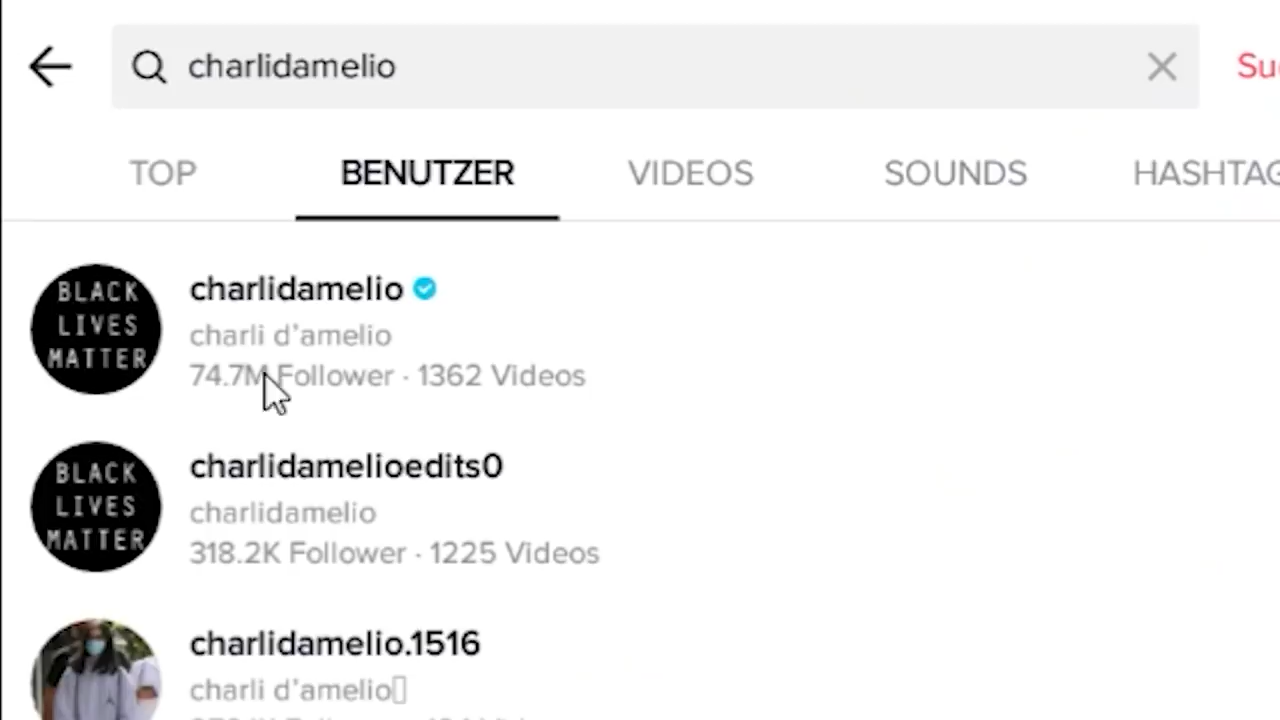 charlidamelio
TOP BENUTZER VIDEOS SOUNDS HASHTAG
BLACK
LIVES
MATTER
charlidamelio
charli d'amelio
74.7M Follower · 1362 Videos
BLACK
LIVES
MATTER
charlidamelioedits0
charlidamelio
318.2K Follower · 1225 Videos
charlidamelio.1516
charli d'amelio